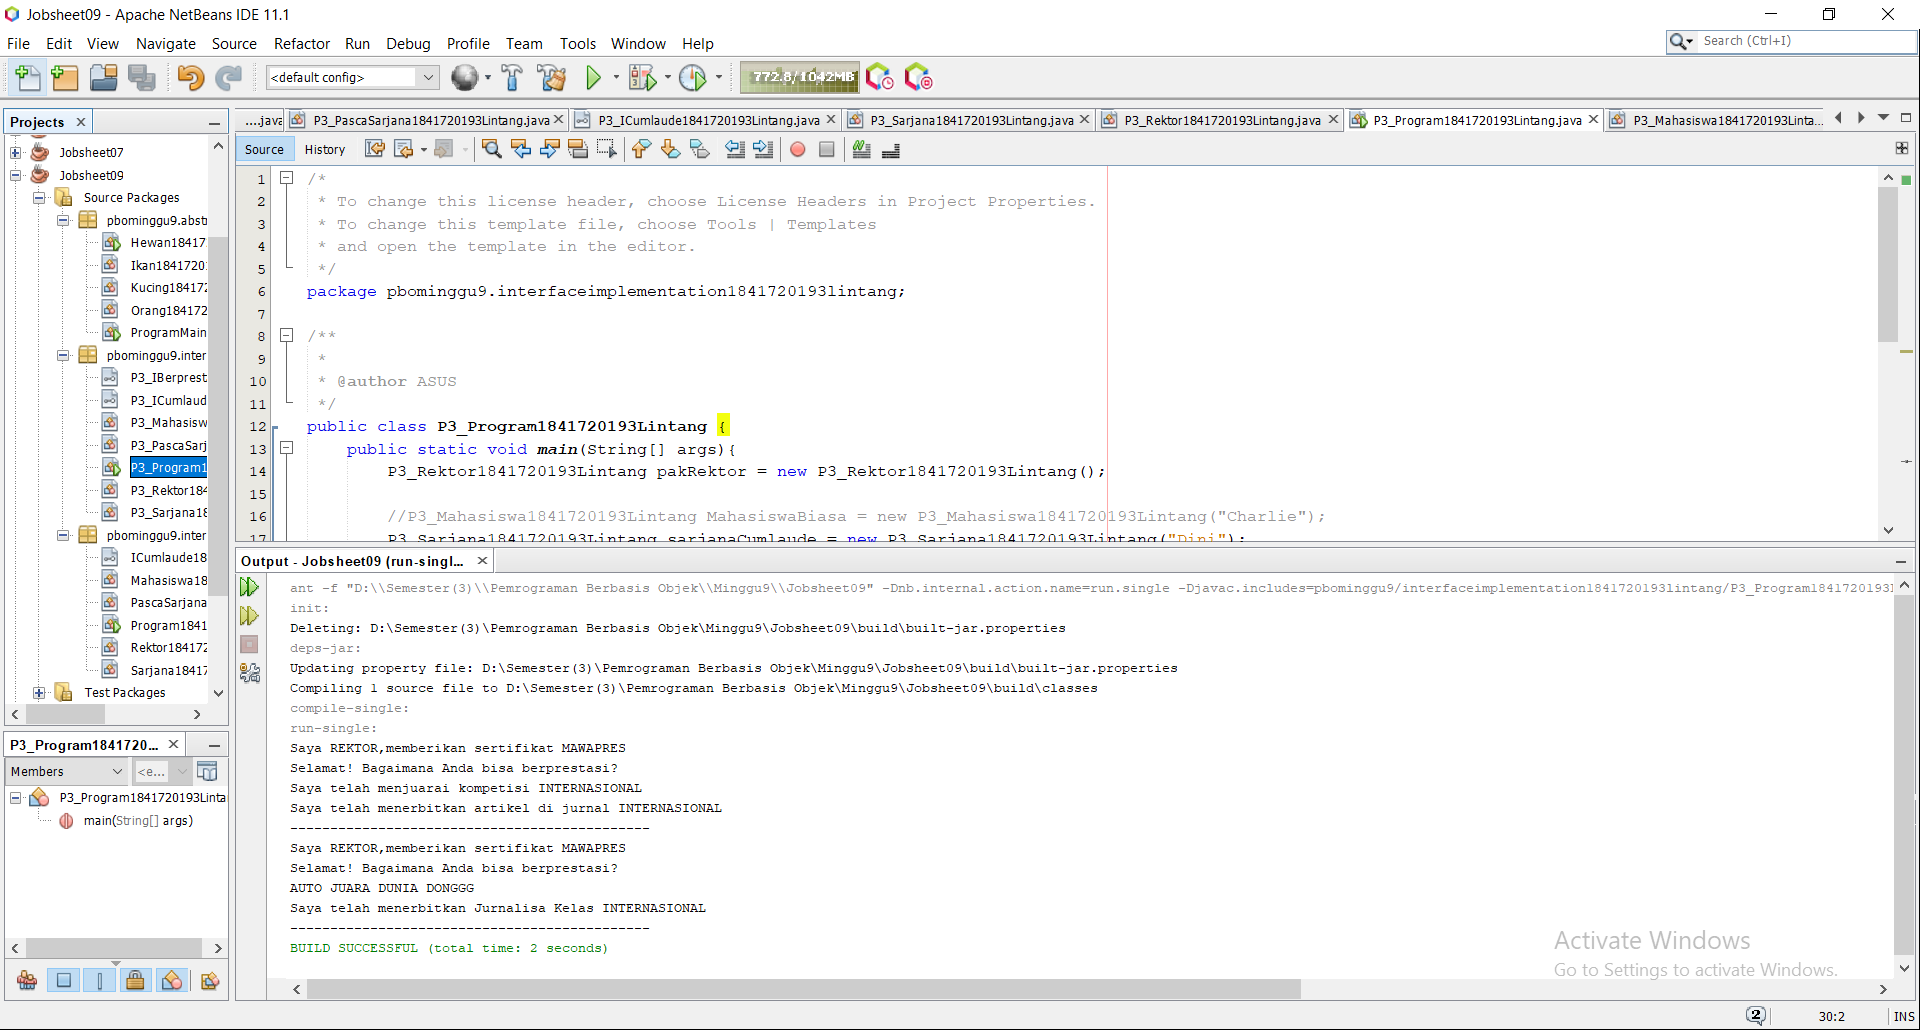 Jobsheet09 - Apache NetBeans IDE 11.1
File Edit View Navigate Source Refactor Run Debug Profile Team Tools Window Help
Search (Ctrl+I)
<default config>
772.8/1042MB
Projects
Jobsheet07
Jobsheet09
Source Packages
pbominggu9.abst
Hewan18417
Ikan1841720
Kucing18417
Orang184172
ProgramMain
pbominggu9.inter
P3_IBerprest
P3_ICumlaud
P3_Mahasisw
P3_PascaSarj
P3_Program1
P3_Rektor184
P3_Sarjana18
pbominggu9.inter
ICumlaude18
Mahasiswa18
PascaSarjana
Program1841
Rektor18417
Sarjana18417
Test Packages
P3_Program1841720...
Members
<e...
P3_Program1841720193Linta
main(String[] args)
....java P3_PascaSarjana1841720193Lintang.java P3_ICumlaude1841720193Lintang.java P3_Sarjana1841720193Lintang.java P3_Rektor1841720193Lintang.java P3_Program1841720193Lintang.java P3_Mahasiswa1841720193Linta...
Source History
1 /*
2 * To change this license header, choose License Headers in Project Properties.
3 * To change this template file, choose Tools | Templates
4 * and open the template in the editor.
5 */
6 package pbominggu9.interfaceimplementation1841720193lintang;
7
8 /**
9 *
10 * @author ASUS
11 */
12 public class P3_Program1841720193Lintang {
13 public static void main(String[] args){
14 P3_Rektor1841720193Lintang pakRektor = new P3_Rektor1841720193Lintang();
15
16 //P3_Mahasiswa1841720193Lintang MahasiswaBiasa = new P3_Mahasiswa1841720193Lintang("Charlie");
17 P3_Sarjana1841720193Lintang sarjanaCumlaude = new P3_Sarjana1841720193Lintang("Dini");
Output - Jobsheet09 (run-singl...
ant -f "D:\\Semester(3)\\Pemrograman Berbasis Objek\\Minggu9\\Jobsheet09" -Dnb.internal.action.name=run.single -Djavac.includes=pbominggu9/interfaceimplementation1841720193lintang/P3_Program1841720193l
init:
Deleting: D:\Semester(3)\Pemrograman Berbasis Objek\Minggu9\Jobsheet09\build\built-jar.properties
deps-jar:
Updating property file: D:\Semester(3)\Pemrograman Berbasis Objek\Minggu9\Jobsheet09\build\built-jar.properties
Compiling 1 source file to D:\Semester(3)\Pemrograman Berbasis Objek\Minggu9\Jobsheet09\build\classes
compile-single:
run-single:
Saya REKTOR,memberikan sertifikat MAWAPRES
Selamat! Bagaimana Anda bisa berprestasi?
Saya telah menjuarai kompetisi INTERNASIONAL
Saya telah menerbitkan artikel di jurnal INTERNASIONAL
---------------------------------------------
Saya REKTOR,memberikan sertifikat MAWAPRES
Selamat! Bagaimana Anda bisa berprestasi?
AUTO JUARA DUNIA DONGGG
Saya telah menerbitkan Jurnalisa Kelas INTERNASIONAL
---------------------------------------------
BUILD SUCCESSFUL (total time: 2 seconds)
Activate Windows
Go to Settings to activate Windows.
2
30:2
INS